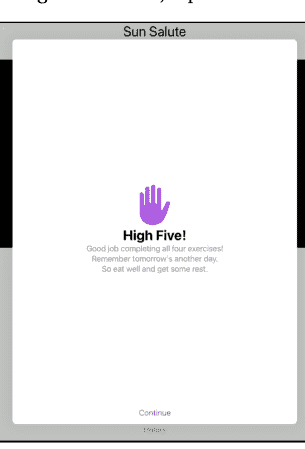 Sun Salute
High Five!
Good job completing all four exercises!
Remember tomorrow's another day.
So eat well and get some rest.
Continue